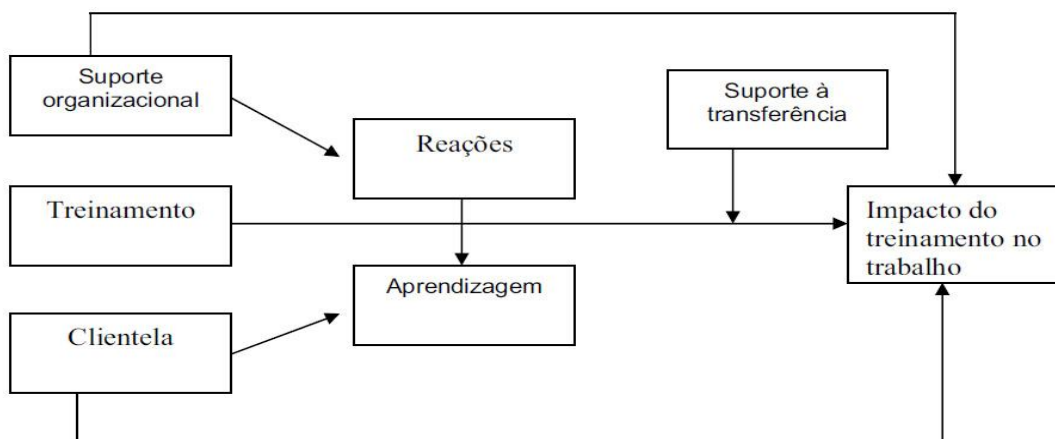 Suporte
organizacional
Suporte à
transferência
Reações
Treinamento
Impacto do
treinamento no
trabalho
Aprendizagem
Clientela